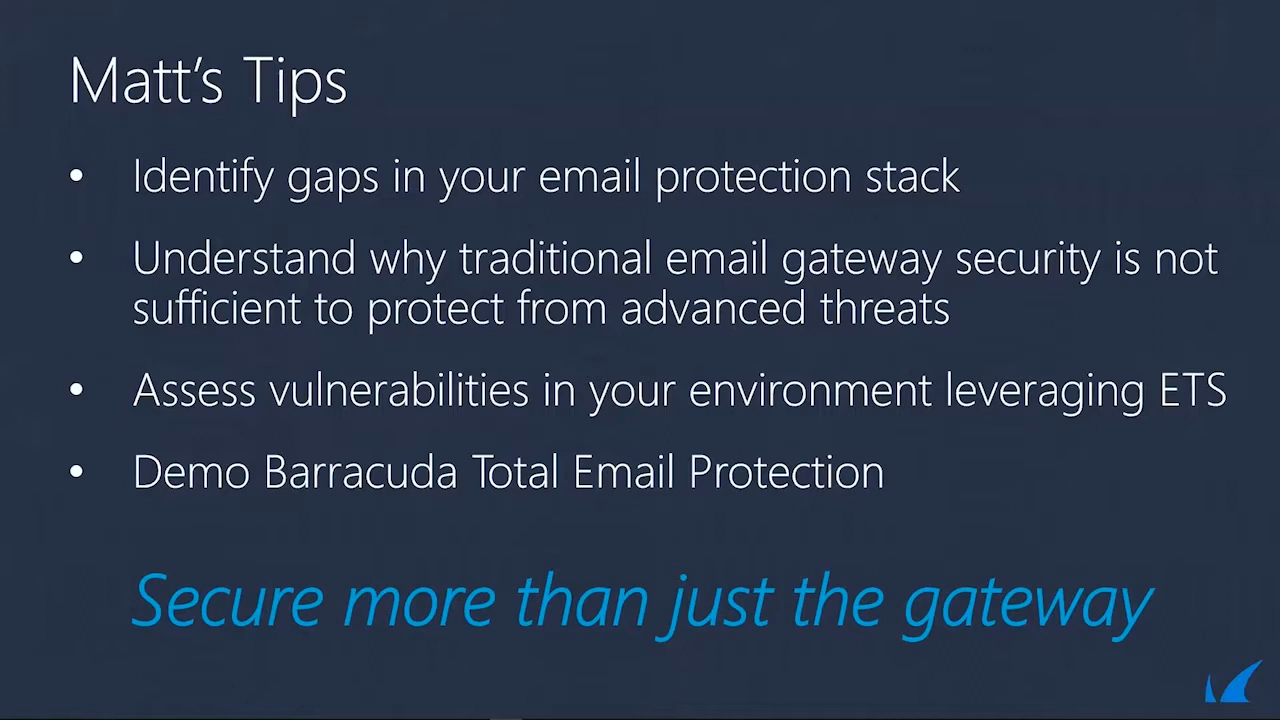 Matt's Tips
• Identify gaps in your email protection stack
• Understand why traditional email gateway security is not
sufficient to protect from advanced threats
• Assess vulnerabilities in your environment leveraging ETS
• Demo Barracuda Total Email Protection
Secure more than just the gateway